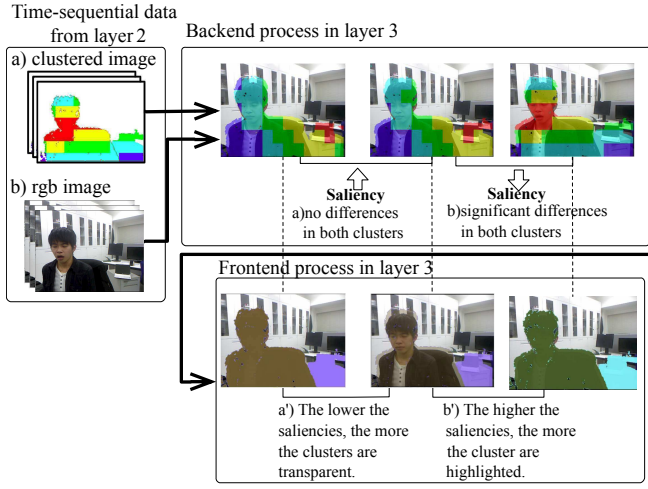 Time-sequential data
from layer 2
a) clustered image
b) rgb image
Backend process in layer 3
Saliency
a)no differences
in both clusters
Saliency
b)significant differences
in both clusters
Frontend process in layer 3
a') The lower the
saliencies, the more
the clusters are
transparent.
b') The higher the
saliencies, the more
the cluster are
highlighted.